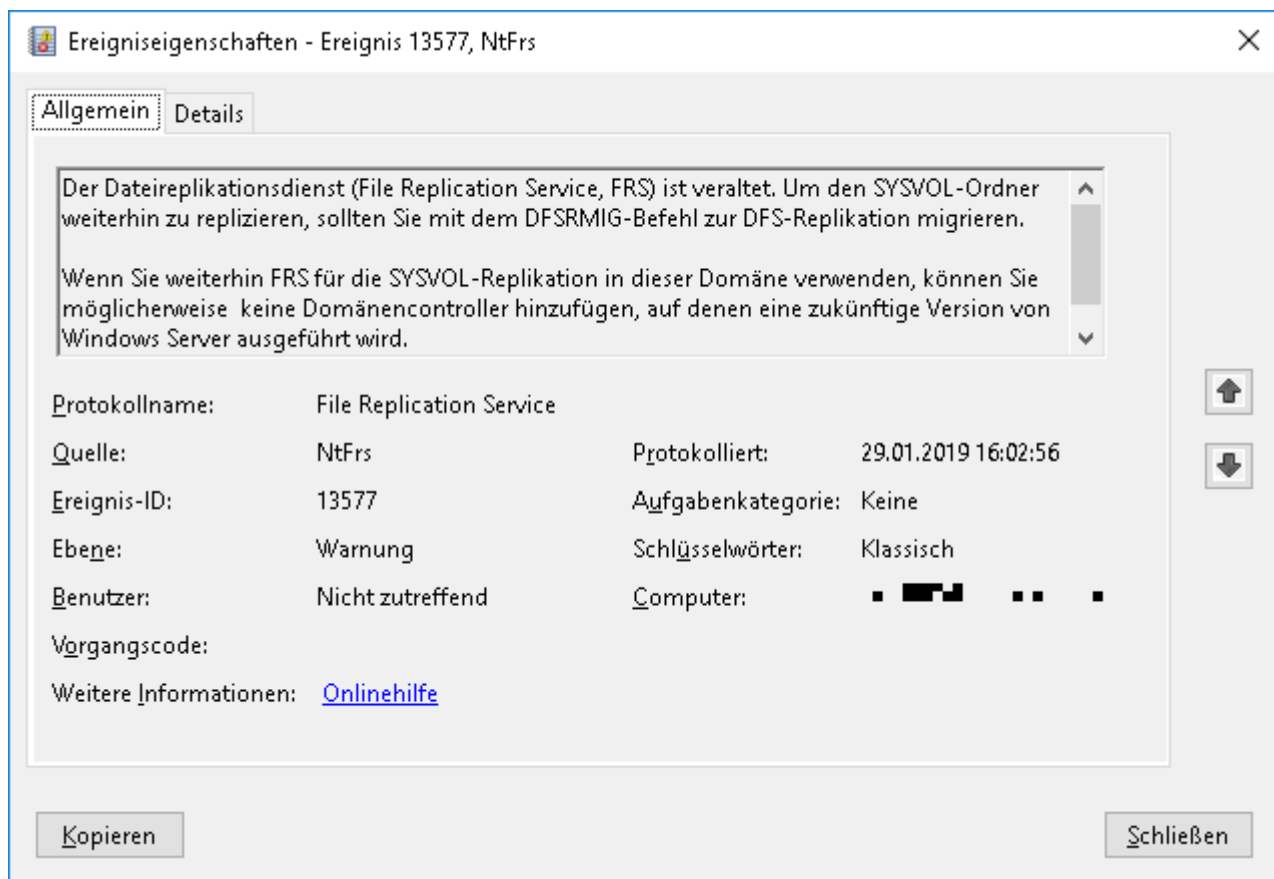 Ereigniseigenschaften - Ereignis 13577, NtFrs
Allgemein
Details
Der Dateireplikationsdienst (File Replication Service, FRS) ist veraltet. Um den SYSVOL-Ordner
weiterhin zu replizieren, sollten Sie mit dem DFSRMIG-Befehl zur DFS-Replikation migrieren.
Wenn Sie weiterhin FRS für die SYSVOL-Replikation in dieser Domäne verwenden, können Sie
möglicherweise  keine Domänencontroller hinzufügen, auf denen eine zukünftige Version von
Windows Server ausgeführt wird.
Protokollname: File Replication Service
Quelle: NtFrs Protokolliert: 29.01.2019 16:02:56
Ereignis-ID: 13577 Aufgabenkategorie: Keine
Ebene: Warnung Schlüsselwörter: Klassisch
Benutzer: Nicht zutreffend Computer:
Vorgangscode:
Weitere Informationen: Onlinehilfe
Kopieren Schließen